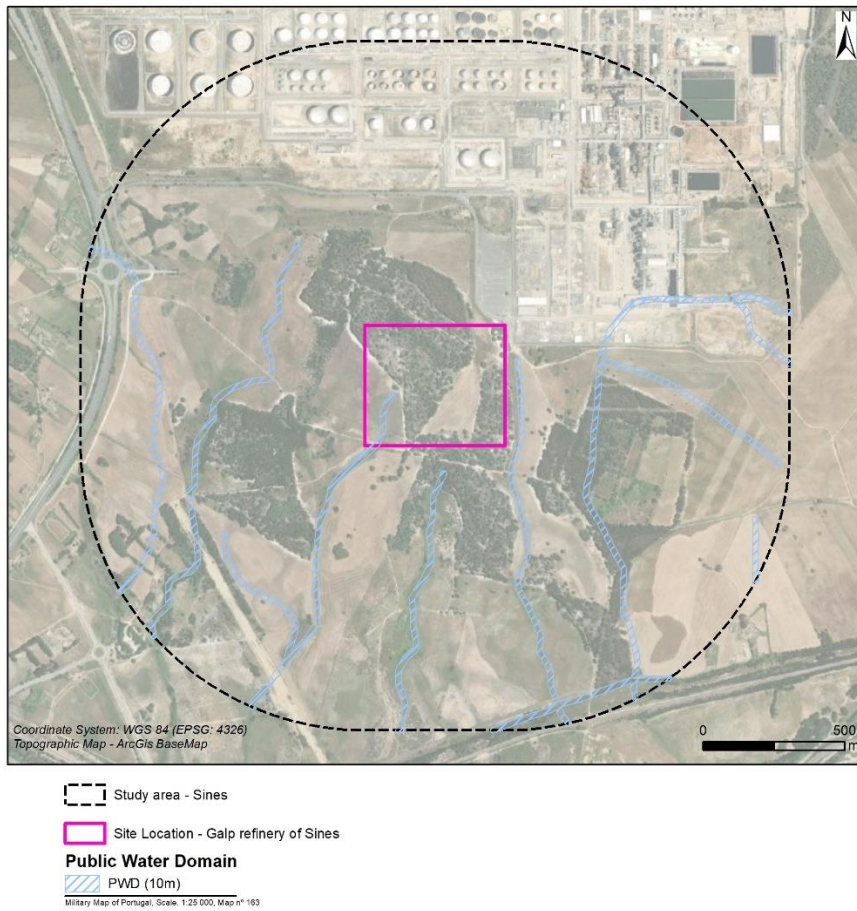 N
Coordinate System: WGS 84 (EPSG: 4326)
Topographic Map - ArcGis BaseMap
0 500
m
Study area - Sines
Site Location - Galp refinery of Sines
Public Water Domain
PWD (10m)
Military Map of Portugal, Scale. 1:25 000, Map nº 163